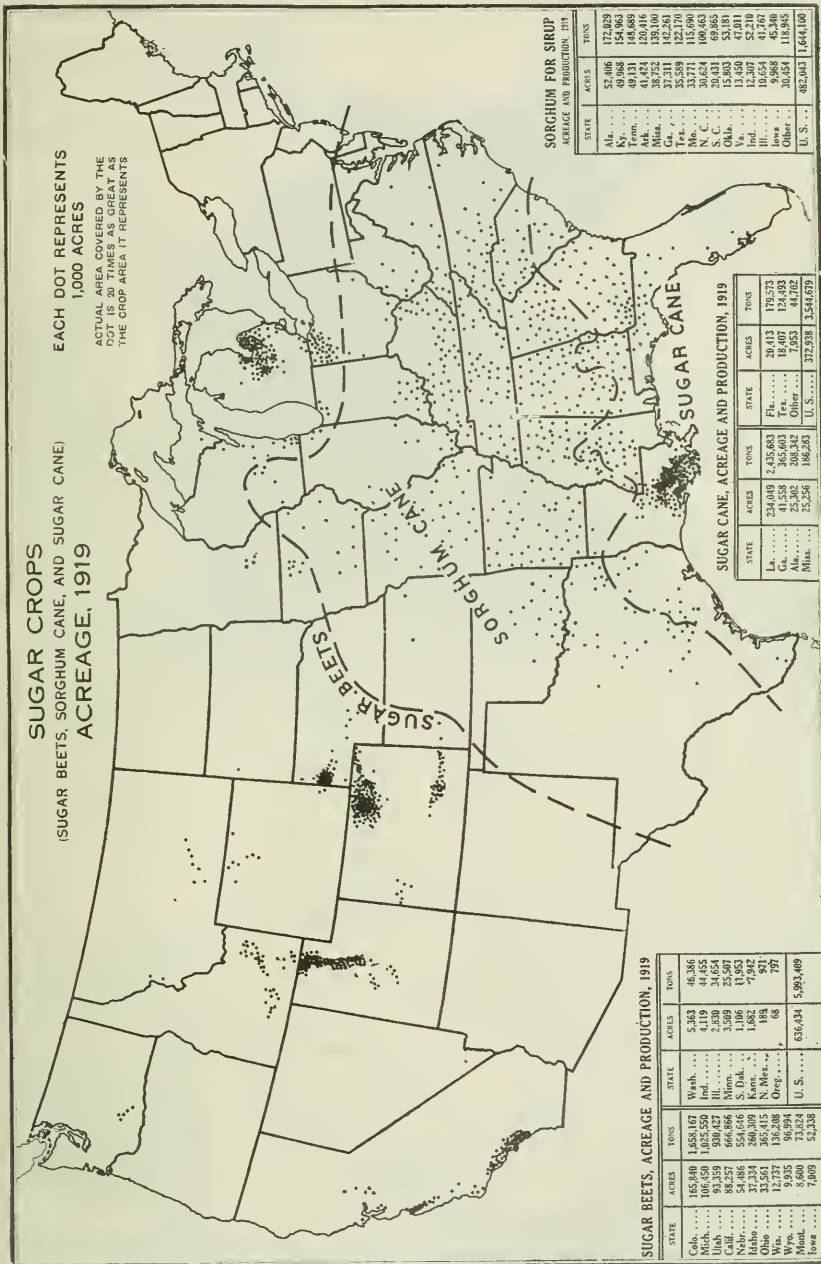 SUGAR CROPS
(SUGAR BEETS, SORGHUM CANE, AND SUGAR CANE)
ACREAGE, 1919
EACH DOT REPRESENTS
1,000 ACRES
ACTUAL AREA COVERED BY THE
DOT IS 20 TIMES AS GREAT AS
THE CROP AREA IT REPRESENTS
SUGAR BEETS
SUGAR BEETS
SORGHUM CANE
SORGHUM CANE
SUGAR CANE
SUGAR BEETS, ACREAGE AND PRODUCTION, 1919
STATE ACRES TONS STATE ACRES TONS
Colo. ..... 165,840 1,658,167 Wash. .... 5,363 46,386
Mich. .... 106,450 1,025,550 Ind. ...... 4,119 44,455
Utah ..... 93,359 930,427 Ill. ....... 2,830 34,654
Calif. .... 88,257 666,866 Minn. .... 3,509 25,507
Nebr. .... 54,486 554,646 S. Dak. ... 1,106 11,953
Idaho .... 37,334 260,309 Kans. .... 1,682 7,942
Ohio ..... 33,561 365,415 N. Mex. ... 971
Wis. ..... 12,737 136,208 Oreg. ..... 68 797
Wyo. .... 9,935 96,994
Mont. .... 8,600 73,824 U. S. ..... 636,434 5,993,409
Iowa ..... 7,009 52,338
SUGAR CANE, ACREAGE AND PRODUCTION, 1919
STATE ACRES TONS STATE ACRES TONS
La. ...... 234,049 2,435,683 Fla. ..... 20,413 179,573
Ga. ...... 41,558 365,603 Tex. ..... 18,407 124,493
Ala. ..... 25,302 208,342 Other .... 7,953 44,702
Miss. .... 25,256 186,283 U. S. ..... 372,938 3,544,679
SORGHUM FOR SIRUP
ACREAGE AND PRODUCTION, 1919
STATE ACRES TONS
Ala. ...... 52,406 172,029
Ky. ....... 49,968 154,963
Tenn. ..... 49,131 148,689
Ark. ...... 41,424 120,416
Miss. ..... 38,752 139,100
Ga. ....... 37,311 142,261
Tex. ...... 35,589 122,170
Mo. ...... 33,771 115,690
N. C. ..... 30,624 100,463
S. C. ..... 20,431 69,865
Okla. ..... 15,803 53,181
Va. ....... 13,450 47,011
Ind. ...... 12,307 52,210
Ill. ....... 10,654 41,767
Iowa ..... 9,968 45,340
Other .... 30,454 118,945
U. S. ..... 482,043 1,644,100